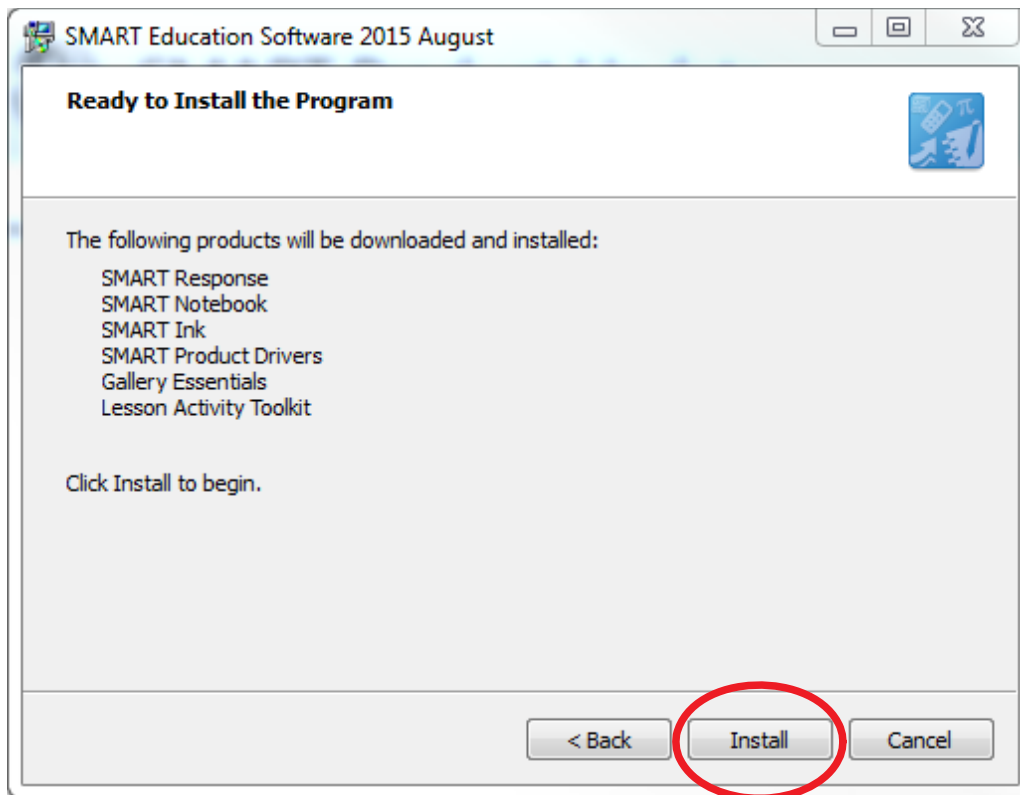 SMART Education Software 2015 August
Ready to Install the Program
The following products will be downloaded and installed:
SMART Response
SMART Notebook
SMART Ink
SMART Product Drivers
Gallery Essentials
Lesson Activity Toolkit
Click Install to begin.
< Back
Install
Cancel